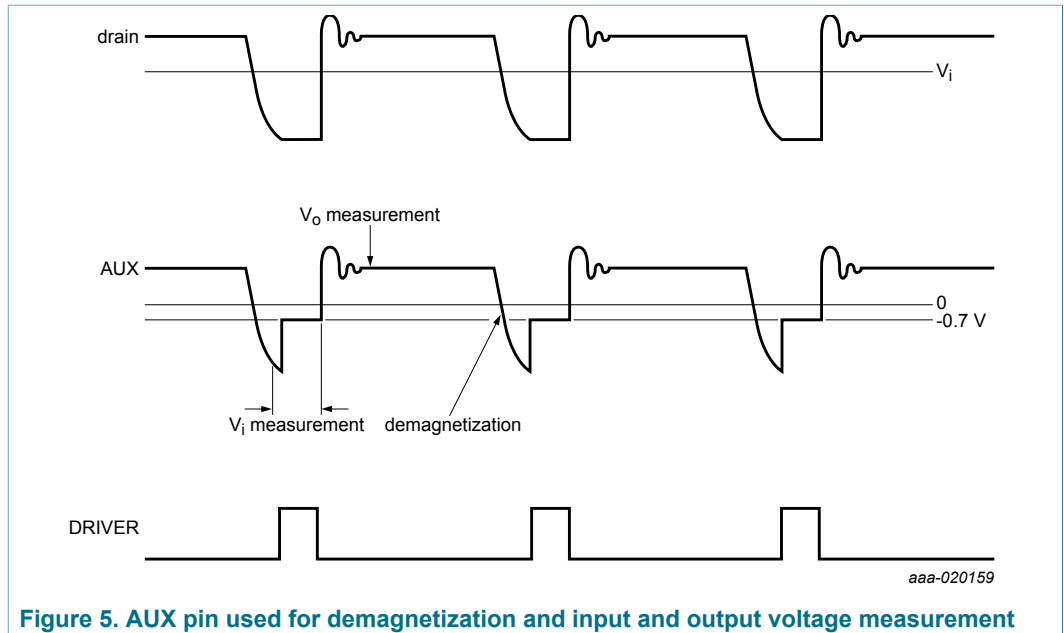 drain
Vi
Vo measurement
AUX
0
-0.7 V
Vi measurement
demagnetization
DRIVER
aaa-020159
Figure 5. AUX pin used for demagnetization and input and output voltage measurement